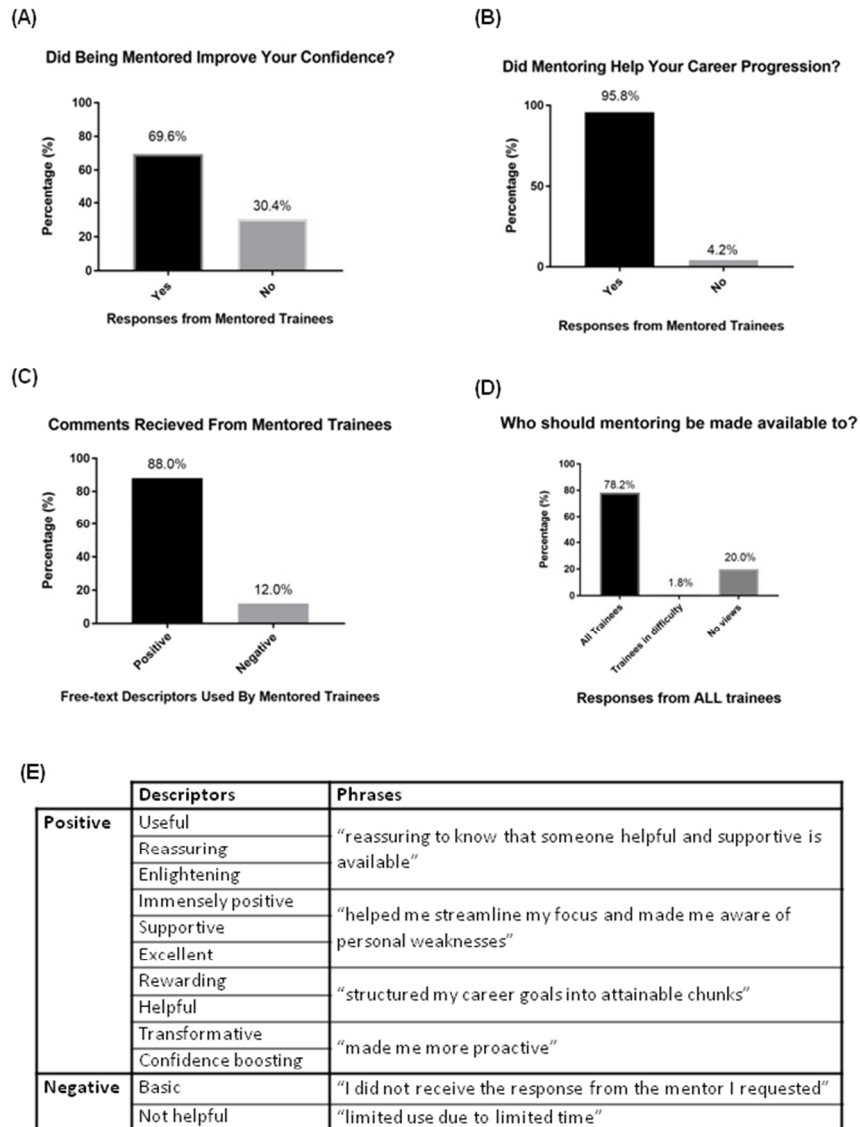 (A)
Did Being Mentored Improve Your Confidence?
100
80
60
40
20
0
Percentage (%)
69.6%
30.4%
Yes
No
Responses from Mentored Trainees
(B)
Did Mentoring Help Your Career Progression?
100
50
0
Percentage (%)
95.8%
4.2%
Yes
No
Responses from Mentored Trainees
(C)
Comments Recieved From Mentored Trainees
100
80
60
40
20
0
Percentage (%)
88.0%
12.0%
Positive
Negative
Free-text Descriptors Used By Mentored Trainees
(D)
Who should mentoring be made available to?
100
80
60
40
20
0
Percentage (%)
78.2%
1.8%
20.0%
All Trainees
Trainees in difficulty
No views
Responses from ALL trainees
(E)
Descriptors Phrases
Positive
Useful
Reassuring
Enlightening
“reassuring to know that someone helpful and supportive is
available”
Immensely positive
Supportive
Excellent
“helped me streamline my focus and made me aware of
personal weaknesses”
Rewarding
Helpful
“structured my career goals into attainable chunks”
Transformative
Confidence boosting
“made me more proactive”
Negative
Basic “I did not receive the response from the mentor I requested”
Not helpful “limited use due to limited time”